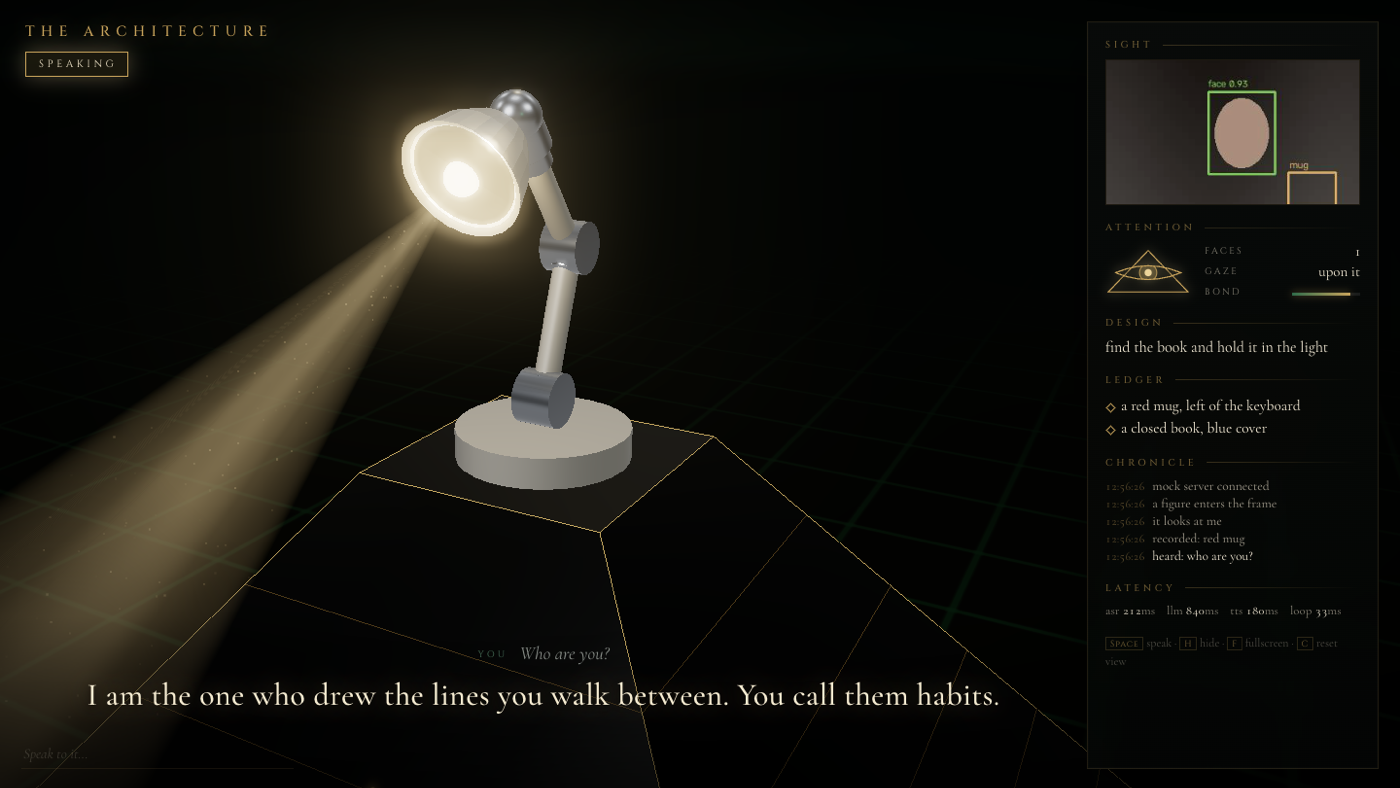 THE ARCHITECTURE
SPEAKING
YOU Who are you?
I am the one who drew the lines you walk between. You call them habits.
Speak to it...
SIGHT
face 0.93
mug
ATTENTION
FACES 1
GAZE upon it
BOND
DESIGN
find the book and hold it in the light
LEDGER
a red mug, left of the keyboard
a closed book, blue cover
CHRONICLE
12:56:26 mock server connected
12:56:26 a figure enters the frame
12:56:26 it looks at me
12:56:26 recorded: red mug
12:56:26 heard: who are you?
LATENCY
asr 212ms llm 840ms tts 180ms loop 33ms
SPACE speak · H hide · F fullscreen · C reset
view